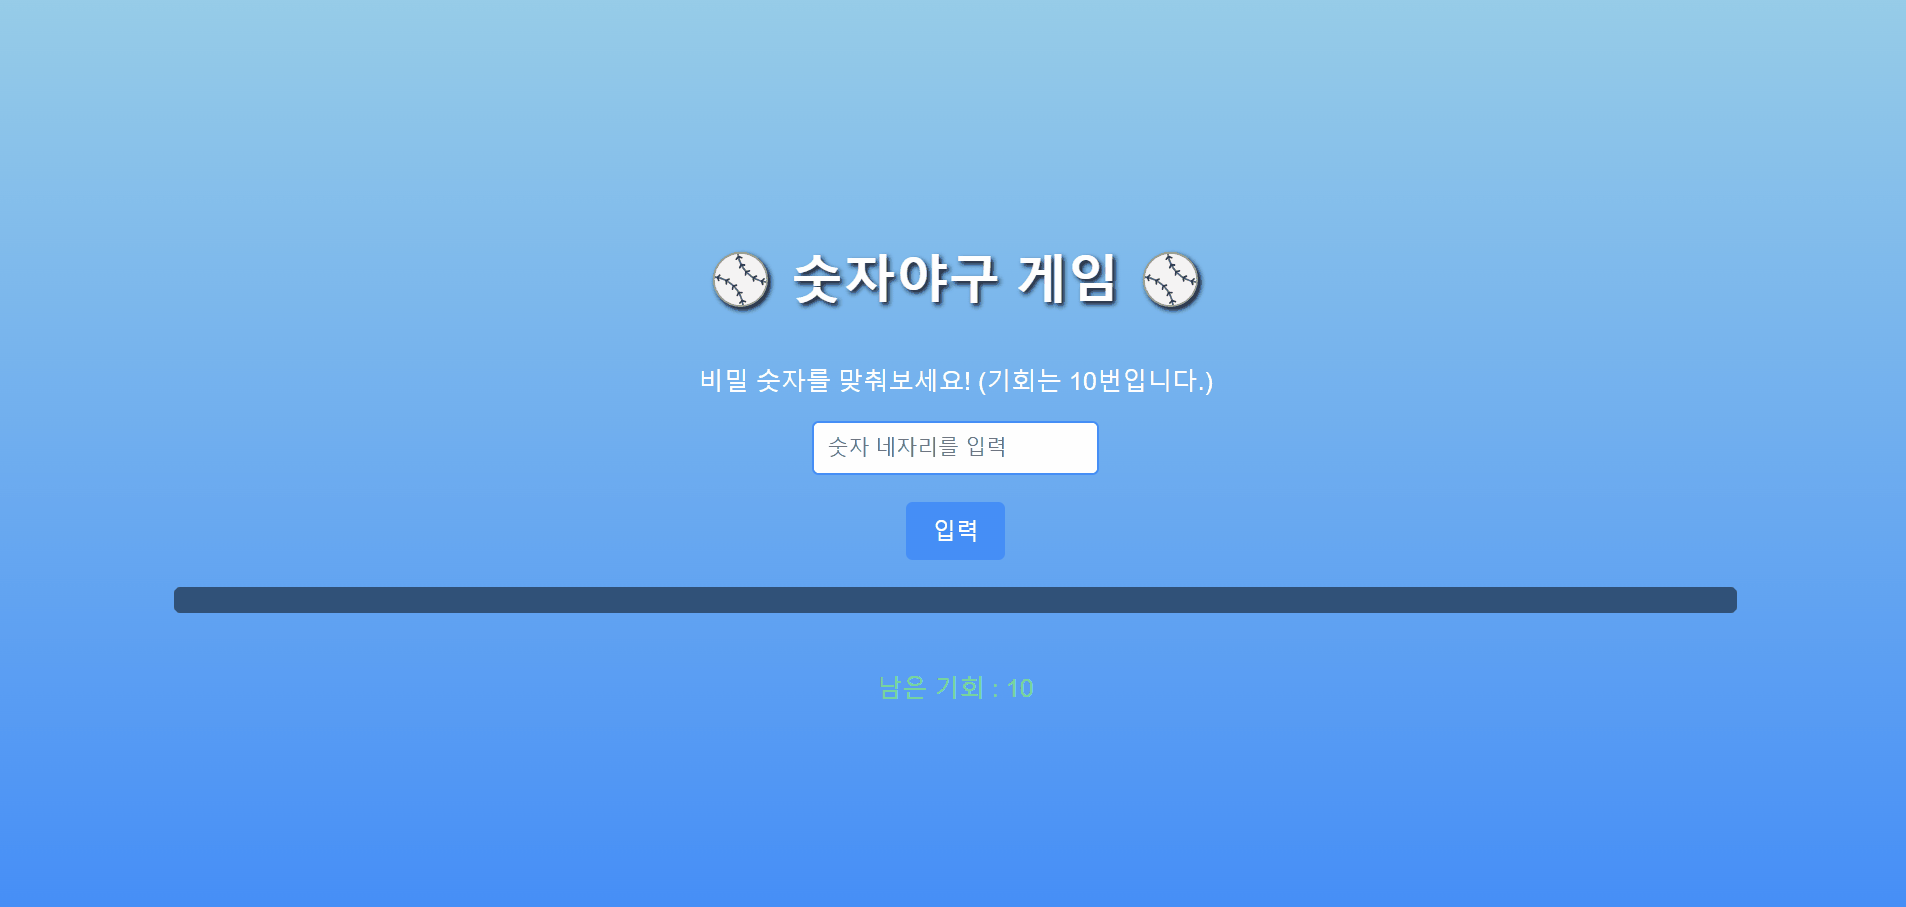 숫자야구 게임
비밀 숫자를 맞춰보세요! (기회는 10번입니다.)
숫자 네자리를 입력
입력
남은 기회 : 10